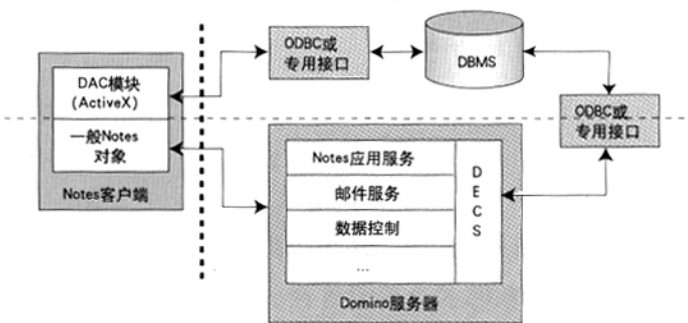 DAC模块
(ActiveX)
一般Notes
对象
Notes客户端
ODBC或
专用接口
DBMS
ODBC或
专用接口
Notes应用服务
邮件服务
数据控制
...
D
E
C
S
Domino服务器